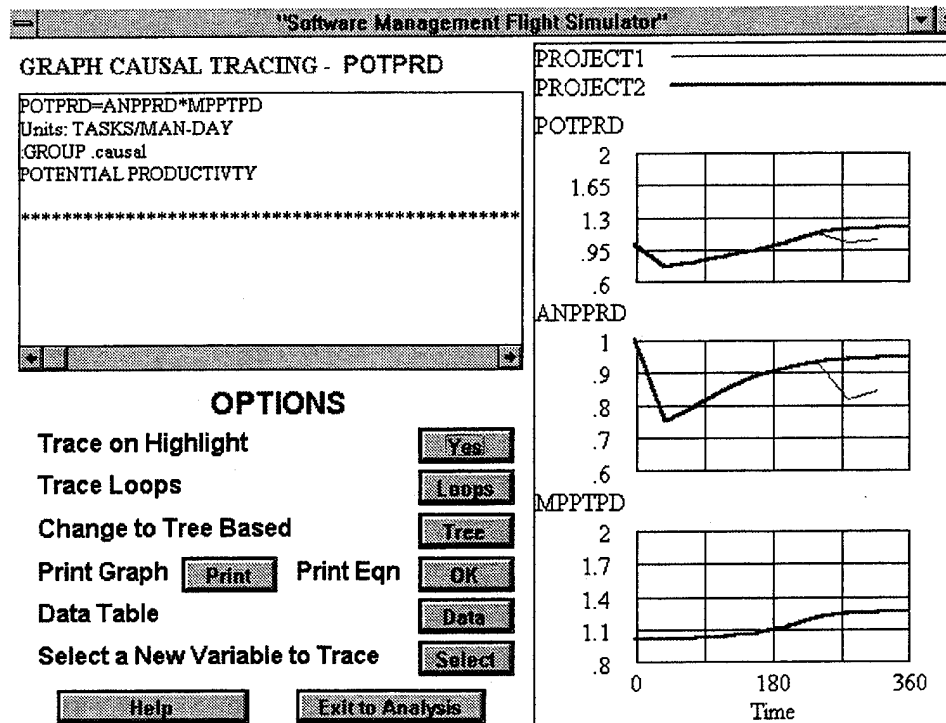 "Software Management Flight Simulator"
GRAPH CAUSAL TRACING - POTPRD
POTPRD=ANPPRD*MPPTPD
Units: TASKS/MAN-DAY
:GROUP .causal
POTENTIAL PRODUCTIVTY
************************************************
OPTIONS
Trace on Highlight Yes
Trace Loops Loops
Change to Tree Based Tree
Print Graph Print Print Eqn OK
Data Table Data
Select a New Variable to Trace Select
Help Exit to Analysis
PROJECT1
PROJECT2
POTPRD
2
1.65
1.3
.95
.6
ANPPRD
1
.9
.8
.7
.6
MPPTPD
2
1.7
1.4
1.1
.8
0 180 360
Time